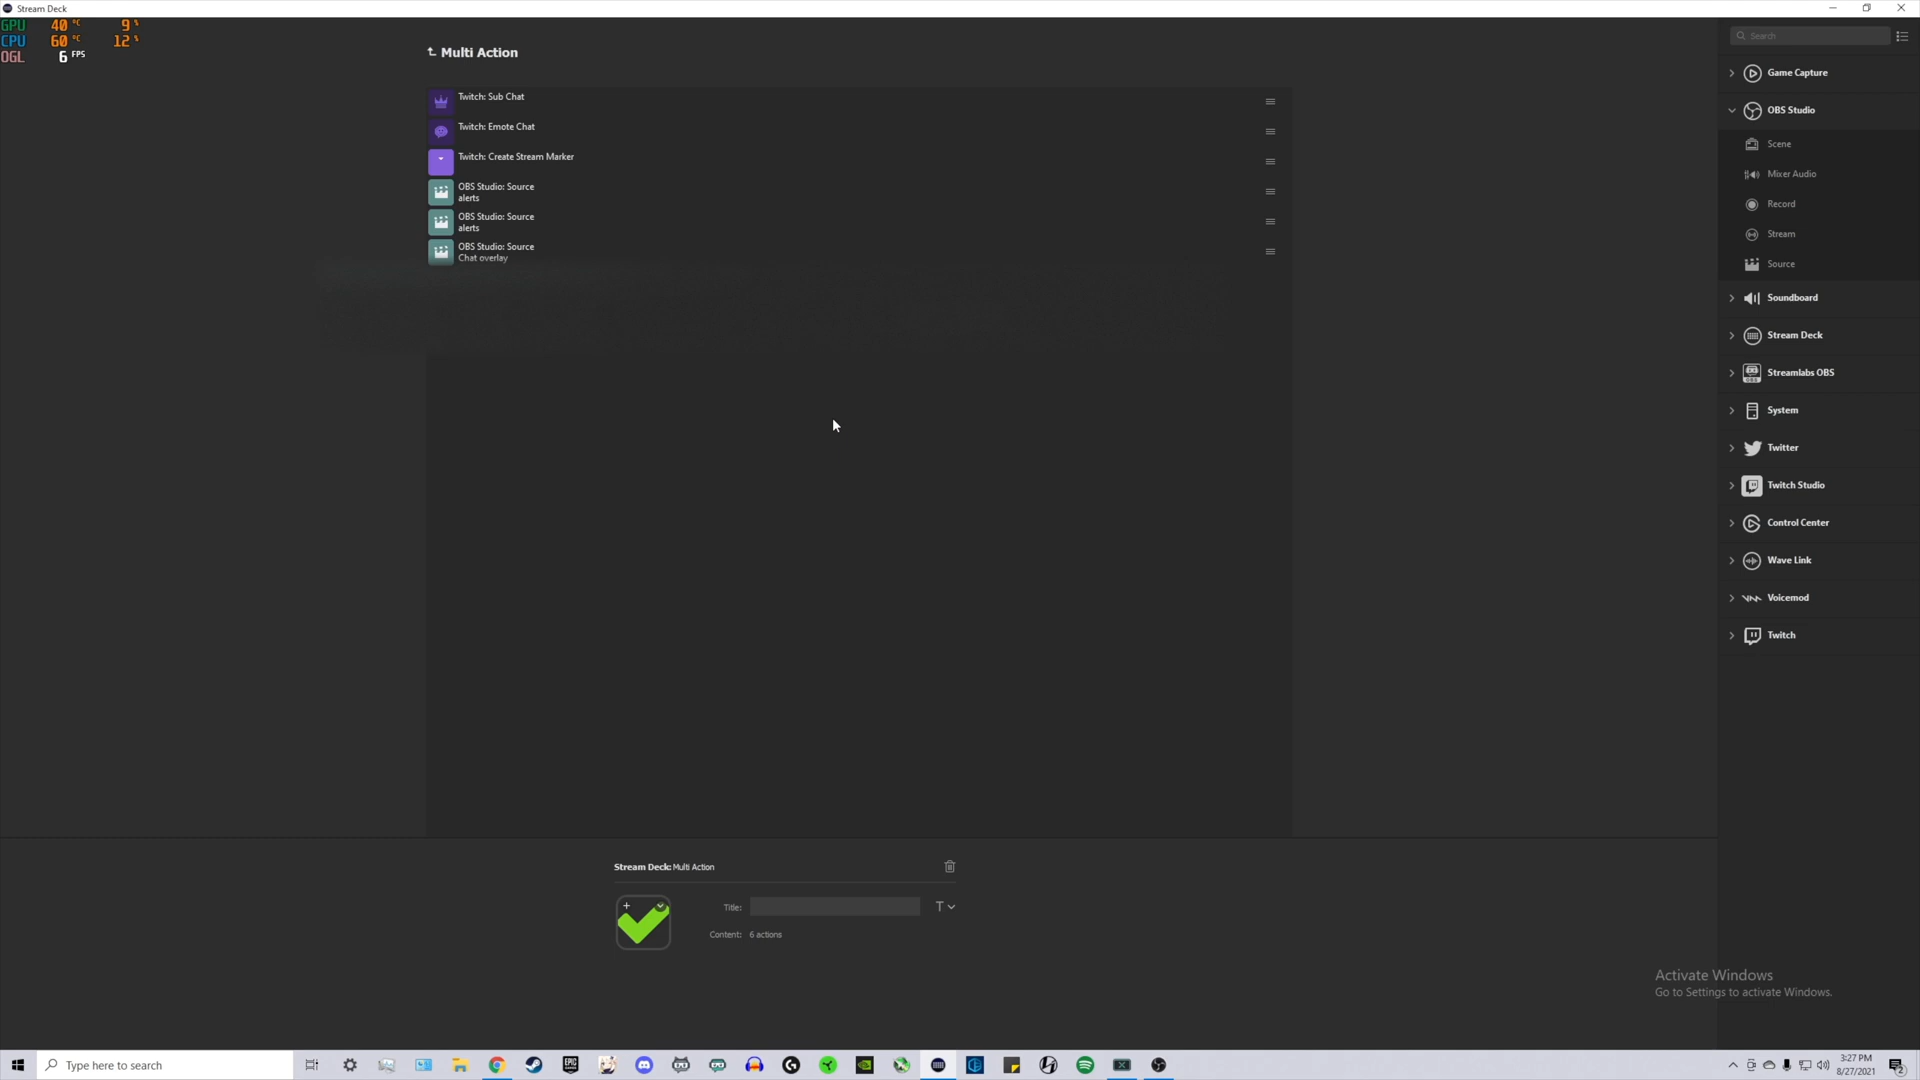 Stream Deck
GPU 40 °C 9 %
CPU 60 °C 12 %
OGL 6 FPS
Multi Action
Twitch: Sub Chat
Twitch: Emote Chat
Twitch: Create Stream Marker
OBS Studio: Source
alerts
OBS Studio: Source
alerts
OBS Studio: Source
Chat overlay
Search
Game Capture
OBS Studio
Scene
Mixer Audio
Record
Stream
Source
Soundboard
Stream Deck
Streamlabs OBS
System
Twitter
Twitch Studio
Control Center
Wave Link
Voicemod
Twitch
Stream Deck: Multi Action
Title:
T
Content: 6 actions
Activate Windows
Go to Settings to activate Windows.
Type here to search
EPIC
3:27 PM
8/27/2021
2